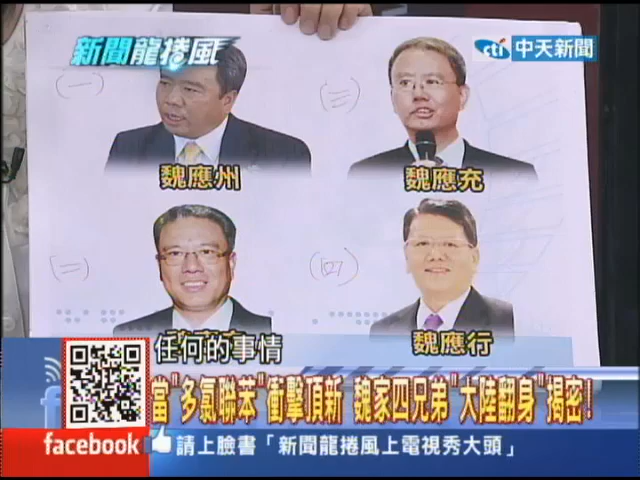 新聞龍捲風
cti 中天新聞
(一)
(三)
魏應州
魏應充
(二)
(四)
魏應行
任何的事情
當"多氯聯苯"衝擊頂新 魏家四兄弟"大陸翻身"揭密!
facebook 請上臉書「新聞龍捲風上電視秀大頭」